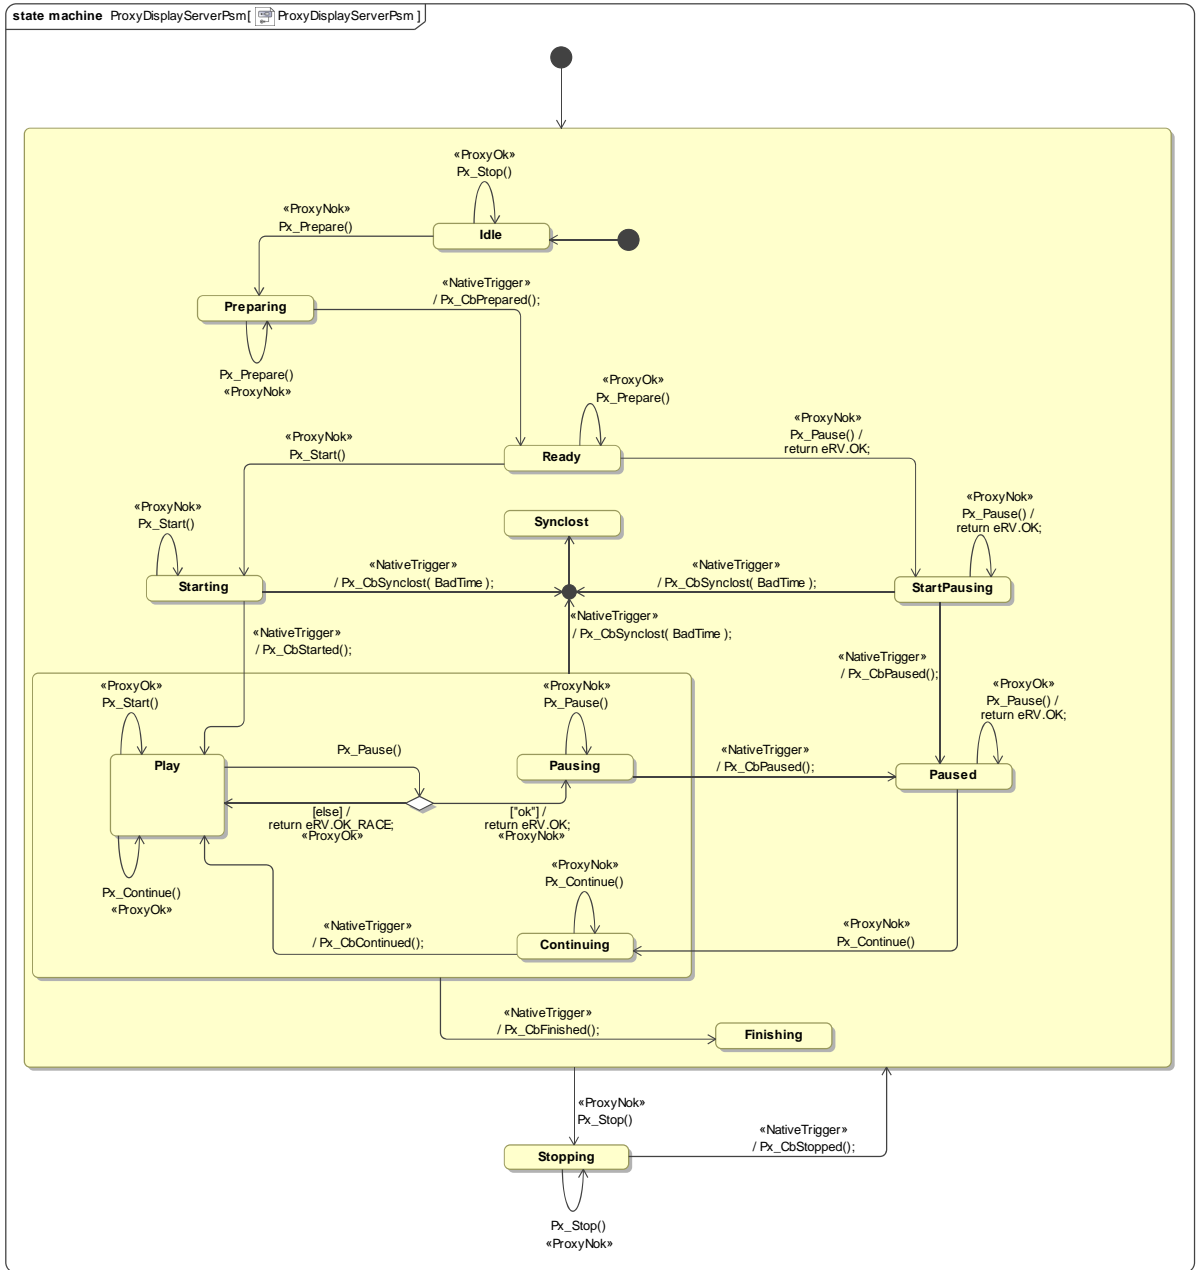 state machine ProxyDisplayServerPsm[ ProxyDisplayServerPsm ]
«ProxyOk»
Px_Stop()
«ProxyNok»
Px_Prepare()
Idle
«NativeTrigger»
/ Px_CbPrepared();
Preparing
Px_Prepare()
«ProxyNok»
«ProxyOk»
Px_Prepare()
«ProxyNok»
Px_Pause() /
return eRV.OK;
«ProxyNok»
Px_Start()
Ready
«ProxyNok»
Px_Start()
Synclost
«ProxyNok»
Px_Pause() /
return eRV.OK;
«NativeTrigger»
/ Px_CbSynclost( BadTime );
«NativeTrigger»
/ Px_CbSynclost( BadTime );
Starting
StartPausing
«NativeTrigger»
/ Px_CbSynclost( BadTime );
«NativeTrigger»
/ Px_CbStarted();
«NativeTrigger»
/ Px_CbPaused();
«ProxyOk»
Px_Start()
«ProxyNok»
Px_Pause()
«ProxyOk»
Px_Pause() /
return eRV.OK;
Play
Px_Pause()
Pausing
«NativeTrigger»
/ Px_CbPaused();
Paused
[else] /
return eRV.OK_RACE;
«ProxyOk»
["ok"] /
return eRV.OK;
«ProxyNok»
Px_Continue()
«ProxyOk»
«ProxyNok»
Px_Continue()
«NativeTrigger»
/ Px_CbContinued();
Continuing
«ProxyNok»
Px_Continue()
«NativeTrigger»
/ Px_CbFinished();
Finishing
«ProxyNok»
Px_Stop()
«NativeTrigger»
/ Px_CbStopped();
Stopping
Px_Stop()
«ProxyNok»